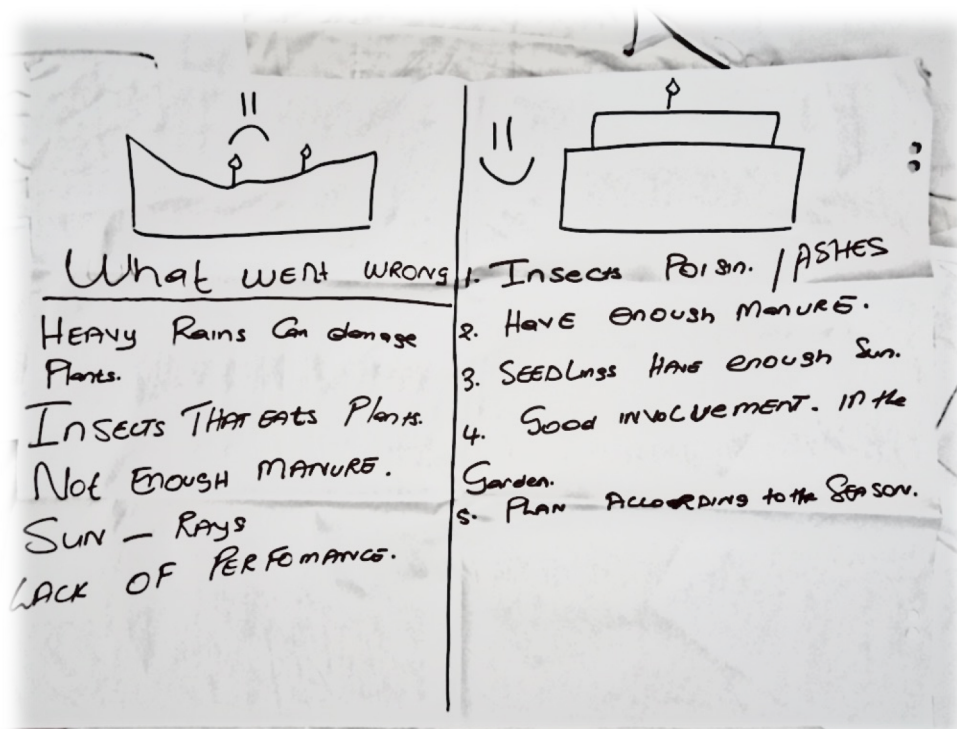 What WENt WRONG
HEAVY Rains Can damage
Plants.
InSECTS THAT EATS Plants.
Not ENOUGH MANURE.
SUN - RAYS
LACK OF PERFOMANCE.
1. Insects Poison. / ASHES
2. HAVE enough MANURE.
3. SEEDLings HAVE enough Sun.
4. Good INVOLVEMENT. In the
Garden.
5. PLAN ACCORDING to the SEASON.